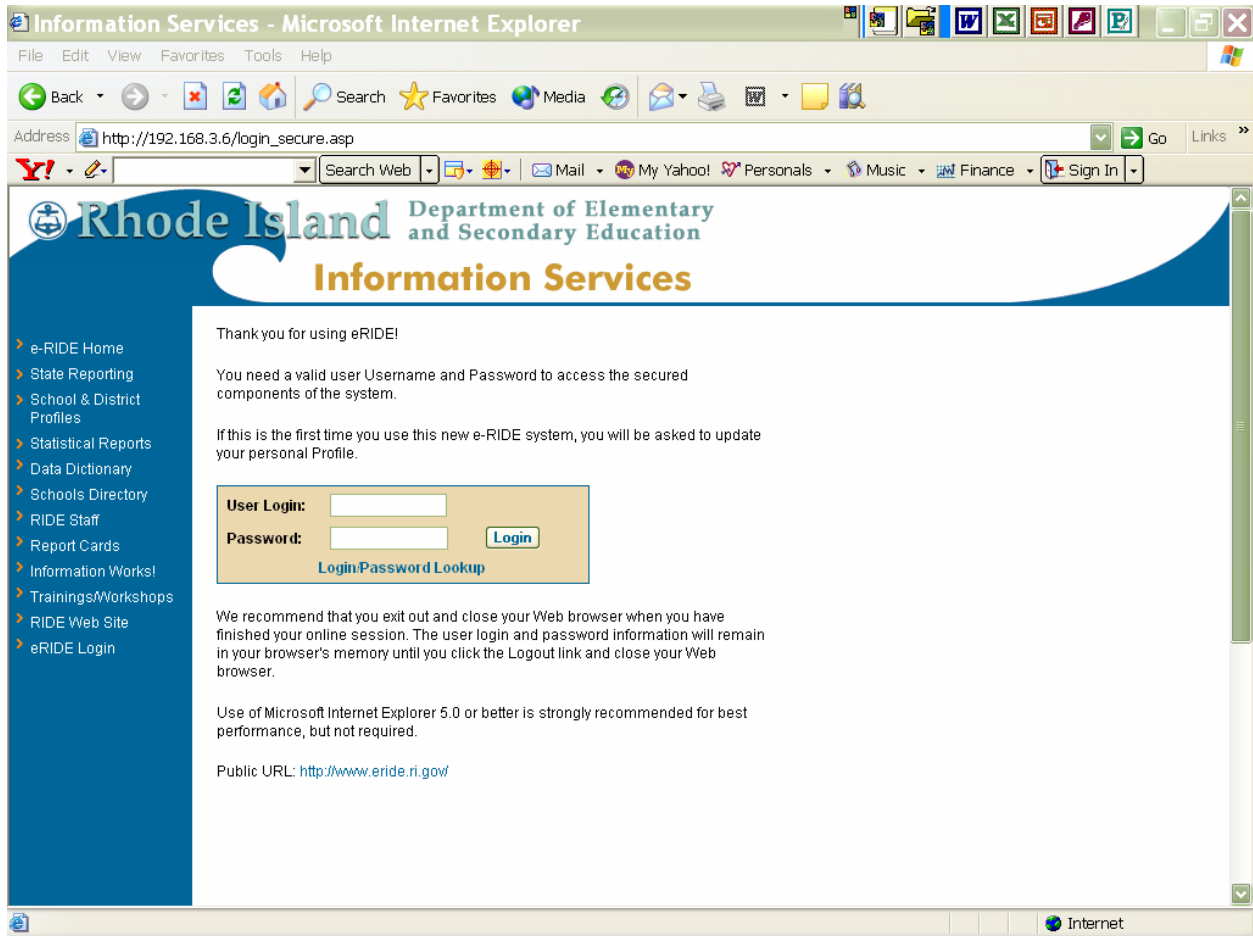 Information Services - Microsoft Internet Explorer
File Edit View Favorites Tools Help
Back Search Favorites Media
Address http://192.168.3.6/login_secure.asp Go Links »
Y! Search Web Mail My Yahoo! Personals Music Finance Sign In
Rhode Island Department of Elementary
and Secondary Education
Information Services
e-RIDE Home
State Reporting
School & District
Profiles
Statistical Reports
Data Dictionary
Schools Directory
RIDE Staff
Report Cards
Information Works!
Trainings/Workshops
RIDE Web Site
eRIDE Login
Thank you for using eRIDE!
You need a valid user Username and Password to access the secured
components of the system.
If this is the first time you use this new e-RIDE system, you will be asked to update
your personal Profile.
User Login:
Password: Login
Login/Password Lookup
We recommend that you exit out and close your Web browser when you have
finished your online session. The user login and password information will remain
in your browser's memory until you click the Logout link and close your Web
browser.
Use of Microsoft Internet Explorer 5.0 or better is strongly recommended for best
performance, but not required.
Public URL: http://www.eride.ri.gov/
Internet